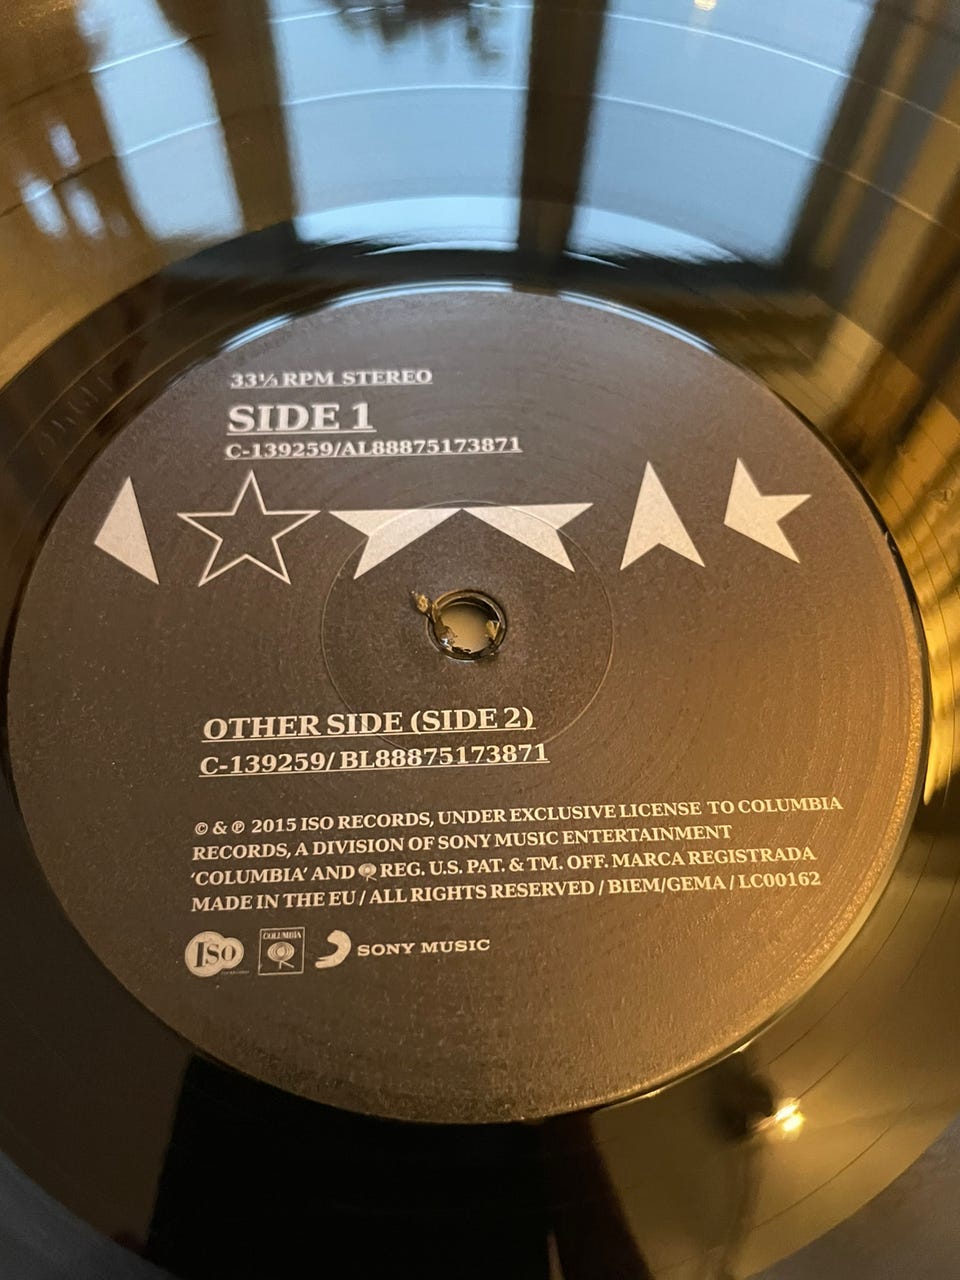 33⅓ RPM STEREO
SIDE 1
C-139259/AL88875173871
OTHER SIDE (SIDE 2)
C-139259/ BL88875173871
© & ℗ 2015 ISO RECORDS, UNDER EXCLUSIVE LICENSE TO COLUMBIA
RECORDS, A DIVISION OF SONY MUSIC ENTERTAINMENT
‘COLUMBIA’ AND REG. U.S. PAT. & TM. OFF. MARCA REGISTRADA
MADE IN THE EU / ALL RIGHTS RESERVED / BIEM/GEMA / LC00162
ISO COLUMBIA SONY MUSIC